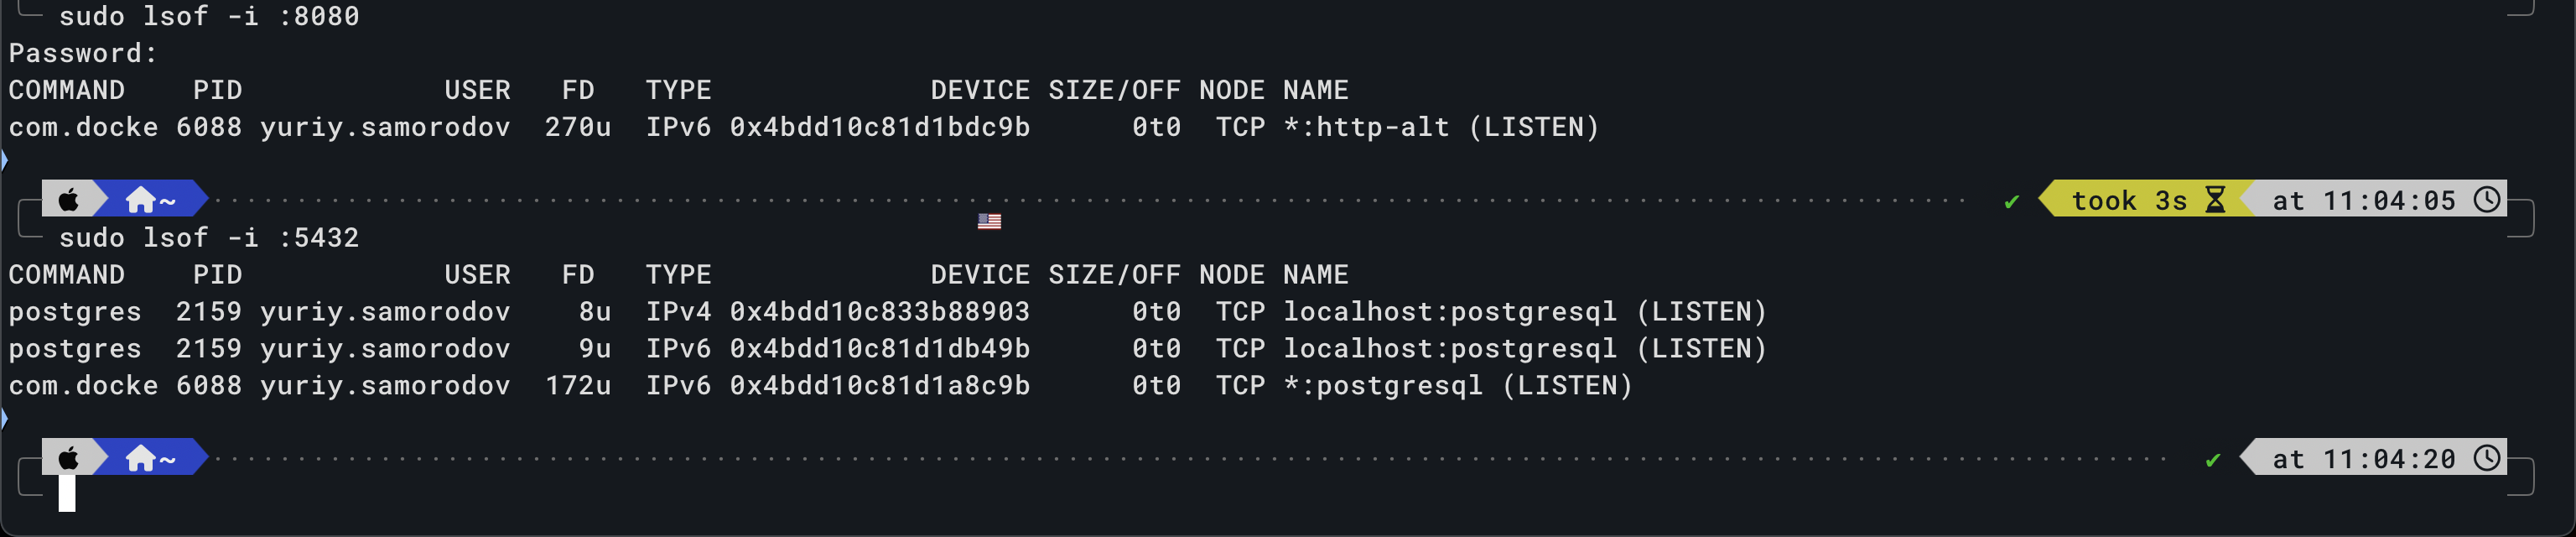 sudo lsof -i :8080
Password:
COMMAND    PID            USER   FD   TYPE             DEVICE SIZE/OFF NODE NAME
com.docke 6088 yuriy.samorodov  270u  IPv6 0x4bdd10c81d1bdc9b      0t0  TCP *:http-alt (LISTEN)
~ ✔ took 3s at 11:04:05
sudo lsof -i :5432
COMMAND    PID            USER   FD   TYPE             DEVICE SIZE/OFF NODE NAME
postgres  2159 yuriy.samorodov    8u  IPv4 0x4bdd10c833b88903      0t0  TCP localhost:postgresql (LISTEN)
postgres  2159 yuriy.samorodov    9u  IPv6 0x4bdd10c81d1db49b      0t0  TCP localhost:postgresql (LISTEN)
com.docke 6088 yuriy.samorodov  172u  IPv6 0x4bdd10c81d1a8c9b      0t0  TCP *:postgresql (LISTEN)
~ ✔ at 11:04:20